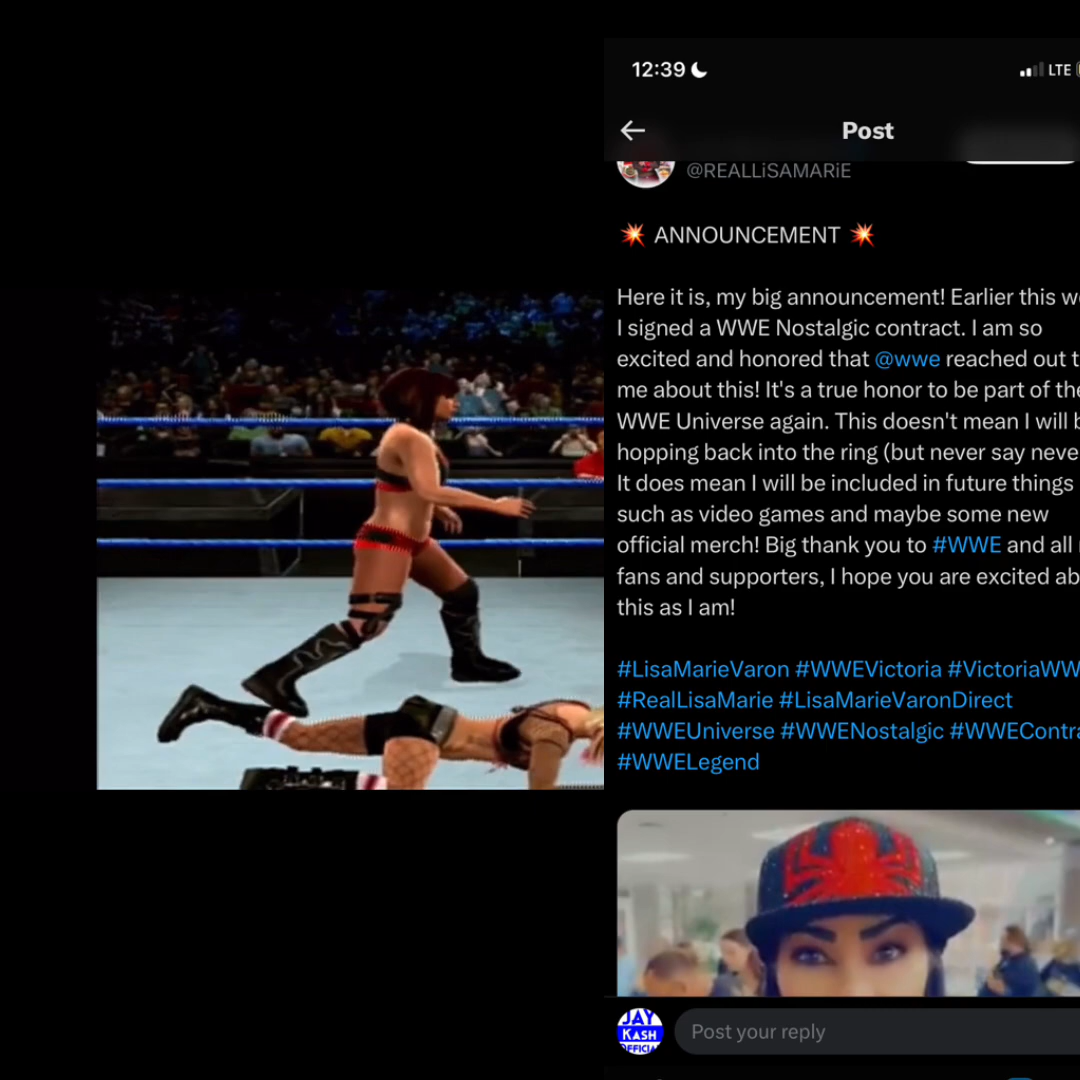 12:39
LTE
Post
@REALLiSAMARiE
💥 ANNOUNCEMENT 💥
Here it is, my big announcement! Earlier this
I signed a WWE Nostalgic contract. I am so
excited and honored that @wwe reached out
me about this! It's a true honor to be part of
WWE Universe again. This doesn't mean I will
hopping back into the ring (but never say
It does mean I will be included in future things
such as video games and maybe some new
official merch! Big thank you to #WWE and all
fans and supporters, I hope you are excited
this as I am!
#LisaMarieVaron #WWEVictoria
#RealLisaMarie #LisaMarieVaronDirect
#WWEUniverse #WWENostalgic
#WWELegend
JAY
KASH
Post your reply